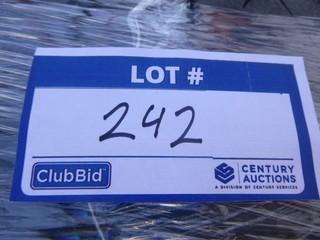 LOT #
242
ClubBid
CENTURY
AUCTIONS
A DIVISION OF CENTURY SERVICES